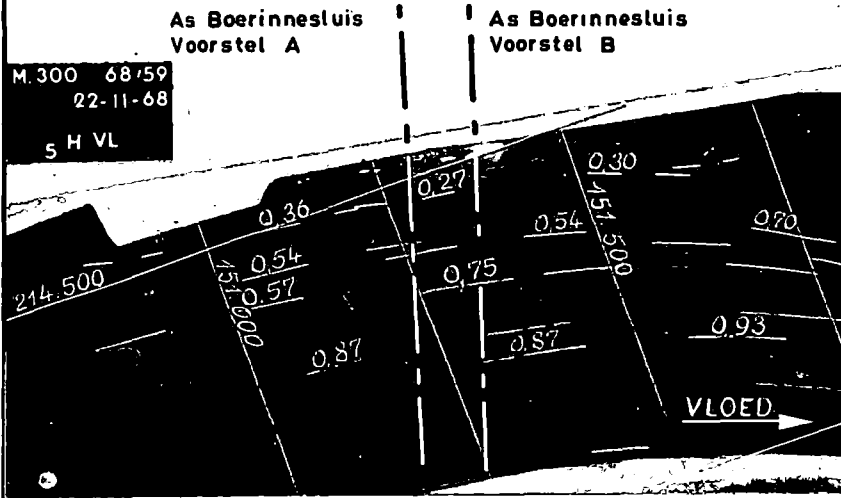 As Boerinnesluis
Voorstel A
As Boerinnesluis
Voorstel B
M.300 68-59
22-11-68
5 H VL
0,30
0,27
151.500
0,36
0,54
0,70
0,54
0,75
214.500
151.000
0.57
0,93
0,87
0,87
VLOED